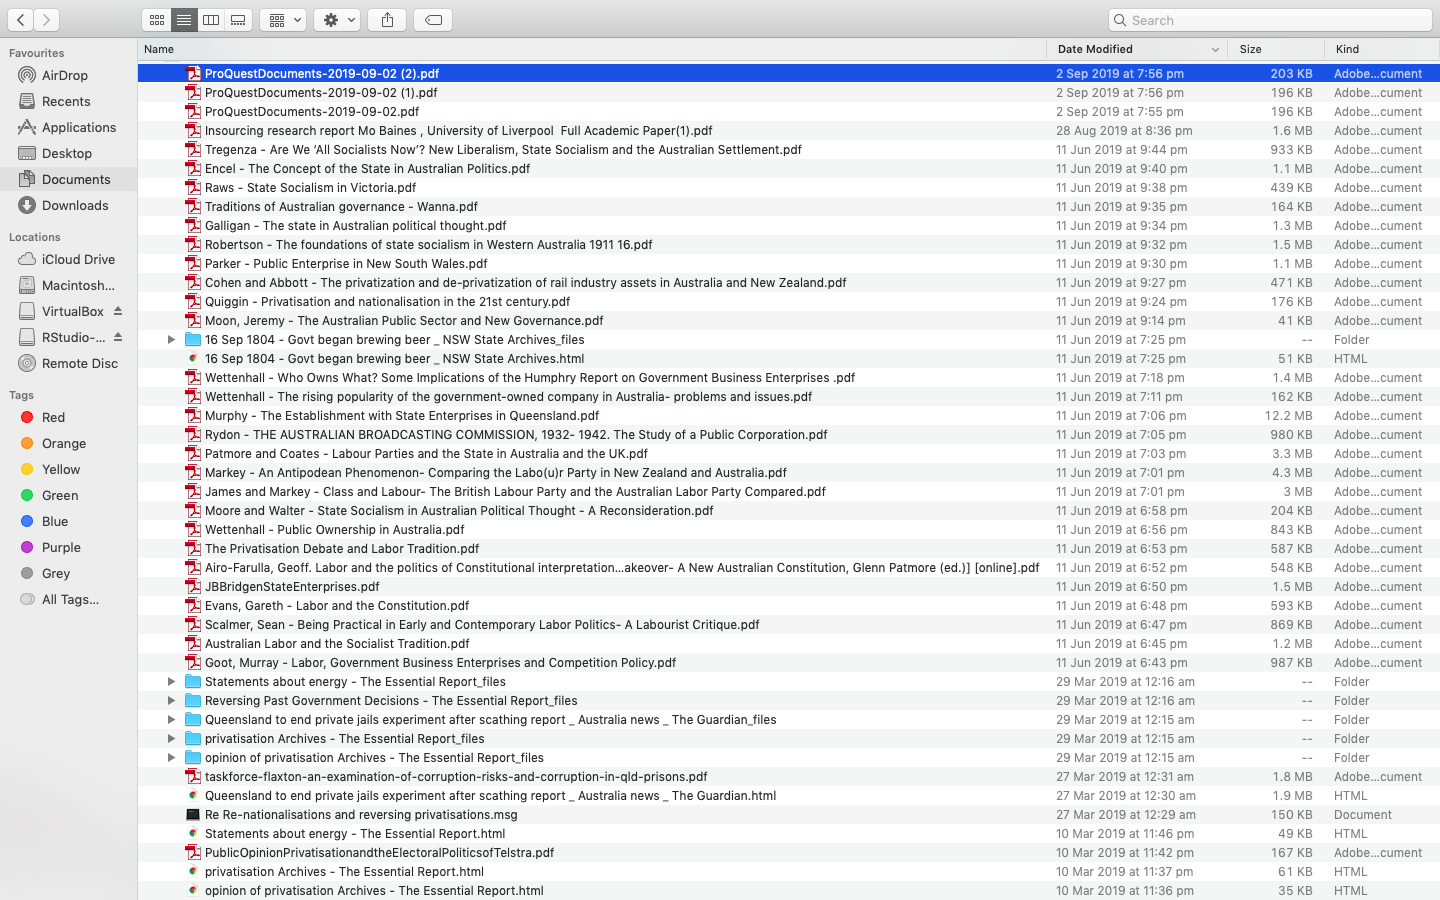 Search
Favourites
AirDrop
Recents
Applications
Desktop
Documents
Downloads
Locations
iCloud Drive
Macintosh...
VirtualBox
RStudio-...
Remote Disc
Tags
Red
Orange
Yellow
Green
Blue
Purple
Grey
All Tags...
Name Date Modified Size Kind
ProQuestDocuments-2019-09-02 (2).pdf 2 Sep 2019 at 7:56 pm 203 KB Adobe...cument
ProQuestDocuments-2019-09-02 (1).pdf 2 Sep 2019 at 7:56 pm 196 KB Adobe...cument
ProQuestDocuments-2019-09-02.pdf 2 Sep 2019 at 7:55 pm 196 KB Adobe...cument
Insourcing research report Mo Baines , University of Liverpool  Full Academic Paper(1).pdf 28 Aug 2019 at 8:36 pm 1.6 MB Adobe...cument
Tregenza - Are We ‘All Socialists Now’? New Liberalism, State Socialism and the Australian Settlement.pdf 11 Jun 2019 at 9:44 pm 933 KB Adobe...cument
Encel - The Concept of the State in Australian Politics.pdf 11 Jun 2019 at 9:40 pm 1.1 MB Adobe...cument
Raws - State Socialism in Victoria.pdf 11 Jun 2019 at 9:38 pm 439 KB Adobe...cument
Traditions of Australian governance - Wanna.pdf 11 Jun 2019 at 9:35 pm 164 KB Adobe...cument
Galligan - The state in Australian political thought.pdf 11 Jun 2019 at 9:34 pm 1.3 MB Adobe...cument
Robertson - The foundations of state socialism in Western Australia 1911 16.pdf 11 Jun 2019 at 9:32 pm 1.5 MB Adobe...cument
Parker - Public Enterprise in New South Wales.pdf 11 Jun 2019 at 9:30 pm 1.1 MB Adobe...cument
Cohen and Abbott - The privatization and de-privatization of rail industry assets in Australia and New Zealand.pdf 11 Jun 2019 at 9:27 pm 471 KB Adobe...cument
Quiggin - Privatisation and nationalisation in the 21st century.pdf 11 Jun 2019 at 9:24 pm 176 KB Adobe...cument
Moon, Jeremy - The Australian Public Sector and New Governance.pdf 11 Jun 2019 at 9:14 pm 41 KB Adobe...cument
16 Sep 1804 - Govt began brewing beer _ NSW State Archives_files 11 Jun 2019 at 7:25 pm -- Folder
16 Sep 1804 - Govt began brewing beer _ NSW State Archives.html 11 Jun 2019 at 7:25 pm 51 KB HTML
Wettenhall - Who Owns What? Some Implications of the Humphry Report on Government Business Enterprises .pdf 11 Jun 2019 at 7:18 pm 1.4 MB Adobe...cument
Wettenhall - The rising popularity of the government-owned company in Australia- problems and issues.pdf 11 Jun 2019 at 7:11 pm 162 KB Adobe...cument
Murphy - The Establishment with State Enterprises in Queensland.pdf 11 Jun 2019 at 7:06 pm 12.2 MB Adobe...cument
Rydon - THE AUSTRALIAN BROADCASTING COMMISSION, 1932- 1942. The Study of a Public Corporation.pdf 11 Jun 2019 at 7:05 pm 980 KB Adobe...cument
Patmore and Coates - Labour Parties and the State in Australia and the UK.pdf 11 Jun 2019 at 7:03 pm 3.3 MB Adobe...cument
Markey - An Antipodean Phenomenon- Comparing the Labo(u)r Party in New Zealand and Australia.pdf 11 Jun 2019 at 7:01 pm 4.3 MB Adobe...cument
James and Markey - Class and Labour- The British Labour Party and the Australian Labor Party Compared.pdf 11 Jun 2019 at 7:01 pm 3 MB Adobe...cument
Moore and Walter - State Socialism in Australian Political Thought - A Reconsideration.pdf 11 Jun 2019 at 6:58 pm 204 KB Adobe...cument
Wettenhall - Public Ownership in Australia.pdf 11 Jun 2019 at 6:56 pm 843 KB Adobe...cument
The Privatisation Debate and Labor Tradition.pdf 11 Jun 2019 at 6:53 pm 587 KB Adobe...cument
Airo-Farulla, Geoff. Labor and the politics of Constitutional interpretation...akeover- A New Australian Constitution, Glenn Patmore (ed.)] [online].pdf 11 Jun 2019 at 6:52 pm 548 KB Adobe...cument
JBBridgenStateEnterprises.pdf 11 Jun 2019 at 6:50 pm 1.5 MB Adobe...cument
Evans, Gareth - Labor and the Constitution.pdf 11 Jun 2019 at 6:48 pm 593 KB Adobe...cument
Scalmer, Sean - Being Practical in Early and Contemporary Labor Politics- A Labourist Critique.pdf 11 Jun 2019 at 6:47 pm 869 KB Adobe...cument
Australian Labor and the Socialist Tradition.pdf 11 Jun 2019 at 6:45 pm 1.2 MB Adobe...cument
Goot, Murray - Labor, Government Business Enterprises and Competition Policy.pdf 11 Jun 2019 at 6:43 pm 987 KB Adobe...cument
Statements about energy - The Essential Report_files 29 Mar 2019 at 12:16 am -- Folder
Reversing Past Government Decisions - The Essential Report_files 29 Mar 2019 at 12:16 am -- Folder
Queensland to end private jails experiment after scathing report _ Australia news _ The Guardian_files 29 Mar 2019 at 12:15 am -- Folder
privatisation Archives - The Essential Report_files 29 Mar 2019 at 12:15 am -- Folder
opinion of privatisation Archives - The Essential Report_files 29 Mar 2019 at 12:15 am -- Folder
taskforce-flaxton-an-examination-of-corruption-risks-and-corruption-in-qld-prisons.pdf 27 Mar 2019 at 12:31 am 1.8 MB Adobe...cument
Queensland to end private jails experiment after scathing report _ Australia news _ The Guardian.html 27 Mar 2019 at 12:30 am 1.9 MB HTML
Re Re-nationalisations and reversing privatisations.msg 27 Mar 2019 at 12:29 am 150 KB Document
Statements about energy - The Essential Report.html 10 Mar 2019 at 11:46 pm 49 KB HTML
PublicOpinionPrivatisationandtheElectoralPoliticsofTelstra.pdf 10 Mar 2019 at 11:42 pm 167 KB Adobe...cument
privatisation Archives - The Essential Report.html 10 Mar 2019 at 11:37 pm 61 KB HTML
opinion of privatisation Archives - The Essential Report.html 10 Mar 2019 at 11:36 pm 35 KB HTML